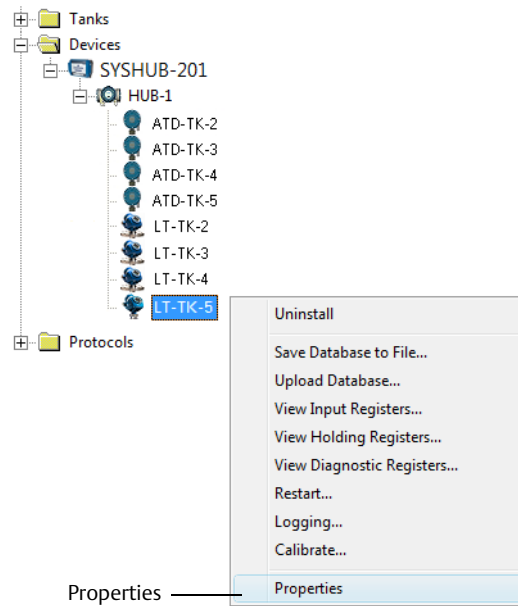 Tanks
Devices
SYSHUB-201
HUB-1
ATD-TK-2
ATD-TK-3
ATD-TK-4
ATD-TK-5
LT-TK-2
LT-TK-3
LT-TK-4
LT-TK-5
Protocols
Uninstall
Save Database to File...
Upload Database...
View Input Registers...
View Holding Registers...
View Diagnostic Registers...
Restart...
Logging...
Calibrate...
Properties
Properties